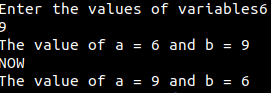 Enter the values of variables6
9
The value of a = 6 and b = 9
NOW
The value of a = 9 and b = 6